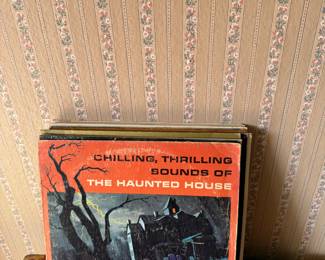 CHILLING, THRILLING
SOUNDS OF
THE HAUNTED HOUSE